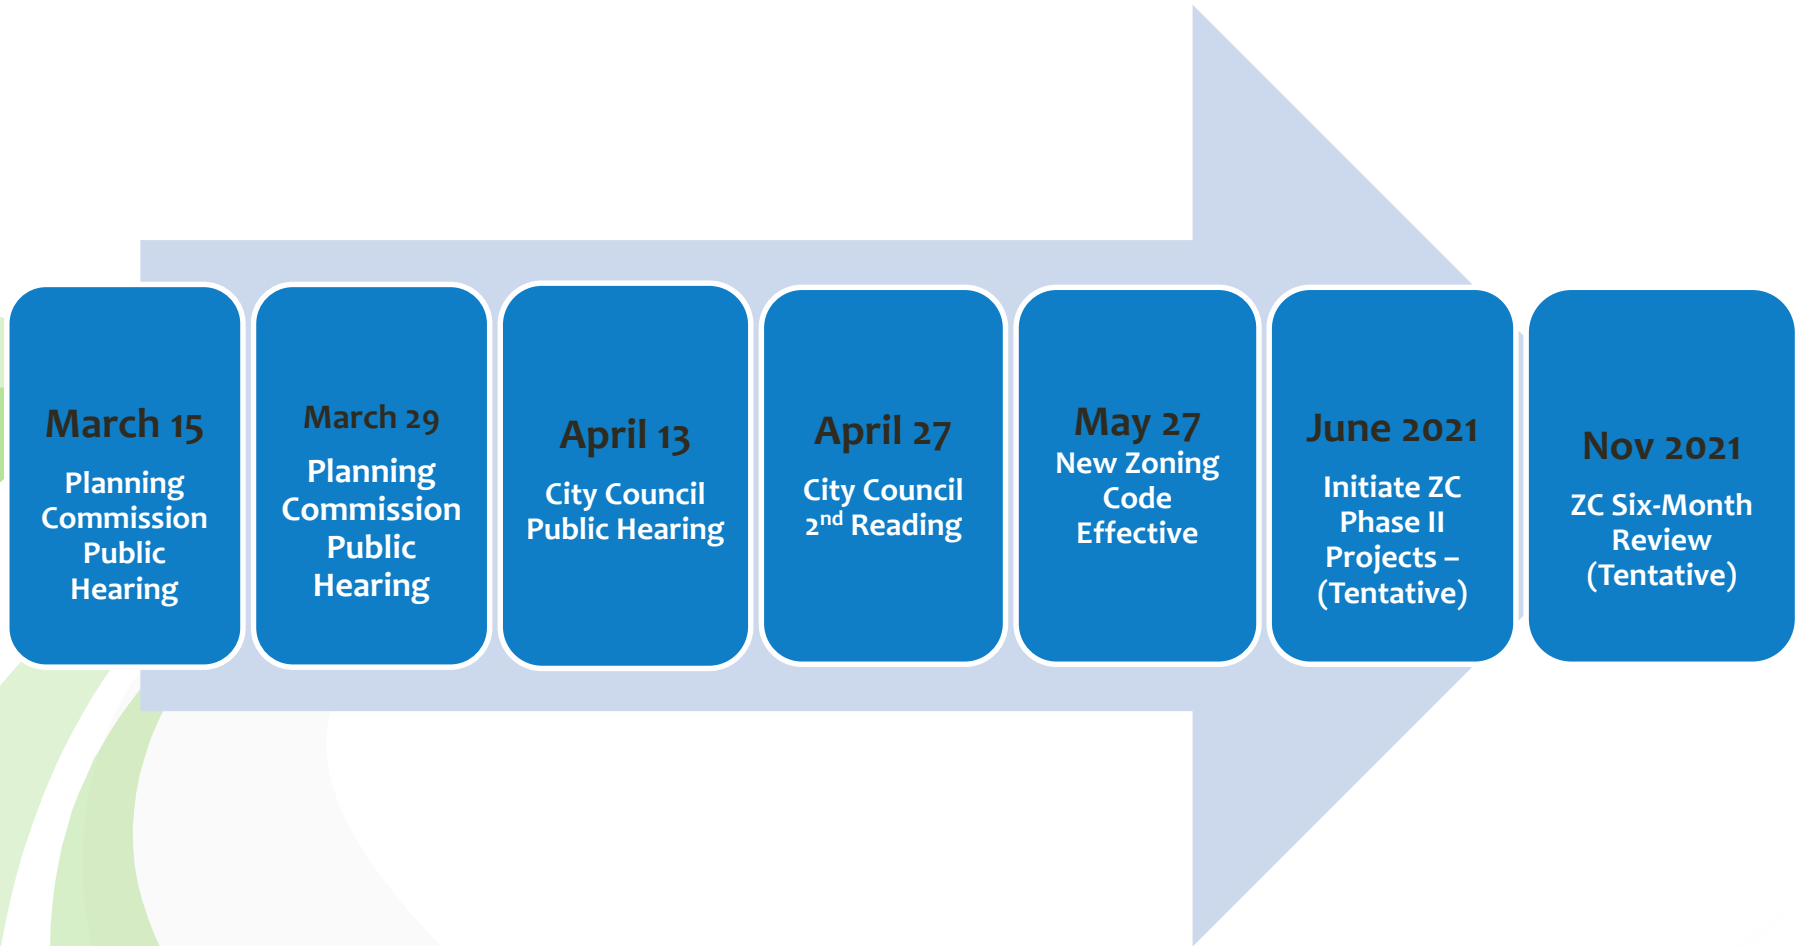 March 15
Planning
Commission
Public
Hearing
March 29
Planning
Commission
Public
Hearing
April 13
City Council
Public Hearing
April 27
City Council
2nd Reading
May 27
New Zoning
Code
Effective
June 2021
Initiate ZC
Phase II
Projects –
(Tentative)
Nov 2021
ZC Six-Month
Review
(Tentative)